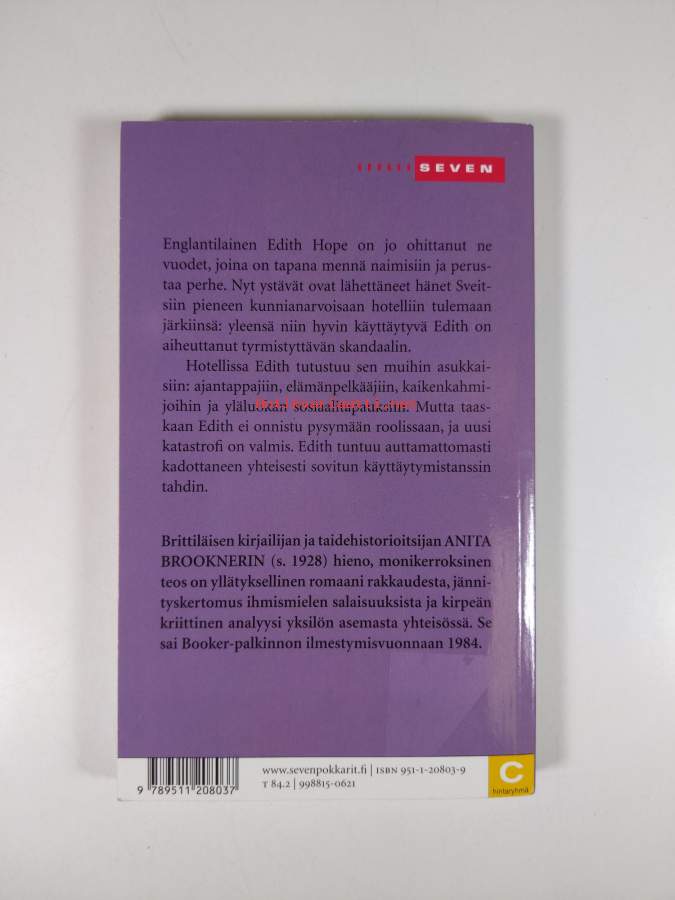 SEVEN
Englantilainen Edith Hope on jo ohittanut ne
vuodet, joina on tapana mennä naimisiin ja perus-
taa perhe. Nyt ystävät ovat lähettäneet hänet Sveit-
siin pieneen kunnianarvoisaan hotelliin tulemaan
järkiinsä: yleensä niin hyvin käyttäytyvä Edith on
aiheuttanut tyrmistyttävän skandaalin.
Hotellissa Edith tutustuu sen muihin asukkai-
siin: ajantappajiin, elämänpelkääjiin, kaikenkahmi-
joihin ja yläluokan sosiaalitapauksiin. Mutta taas-
kaan Edith ei onnistu pysymään roolissaan, ja uusi
katastrofi on valmis. Edith tuntuu auttamattomasti
kadottaneen yhteisesti sovitun käyttäytymistanssin
tahdin.
Brittiläisen kirjailijan ja taidehistorioitsijan ANITA
BROOKNERIN (s. 1928) hieno, monikerroksinen
teos on yllätyksellinen romaani rakkaudesta, jänni-
tyskertomus ihmismielen salaisuuksista ja kirpeän
kriittinen analyysi yksilön asemasta yhteisössä. Se
sai Booker-palkinnon ilmestymisvuonnaan 1984.
www.sevenpokkarit.fi | ISBN 951-1-20803-9
T 84.2 | 998815-0621
9 789511 208037
C
hintaryhmä